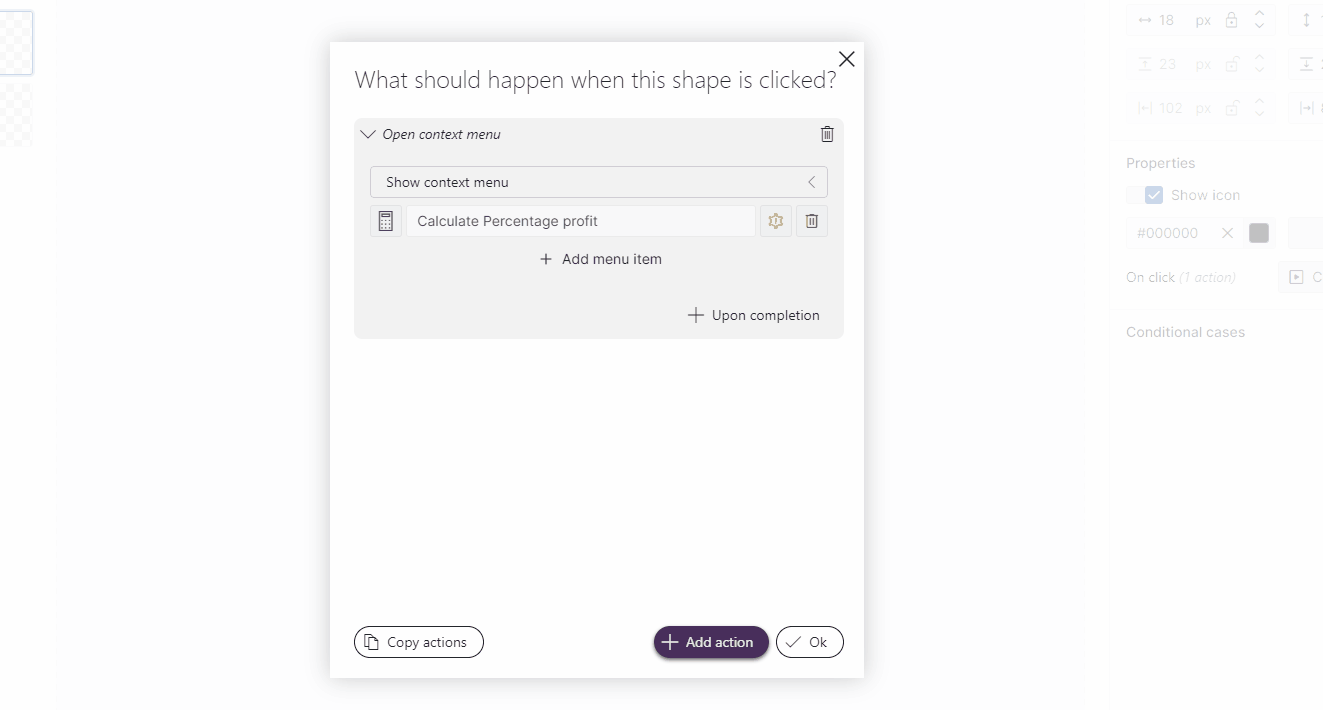 What should happen when this shape is clicked?
Open context menu
Show context menu
Calculate Percentage profit
Add menu item
Upon completion
Copy actions
Add action
Ok
18 px
23 px
102 px
Properties
Show icon
#000000
On click (1 action)
Conditional cases